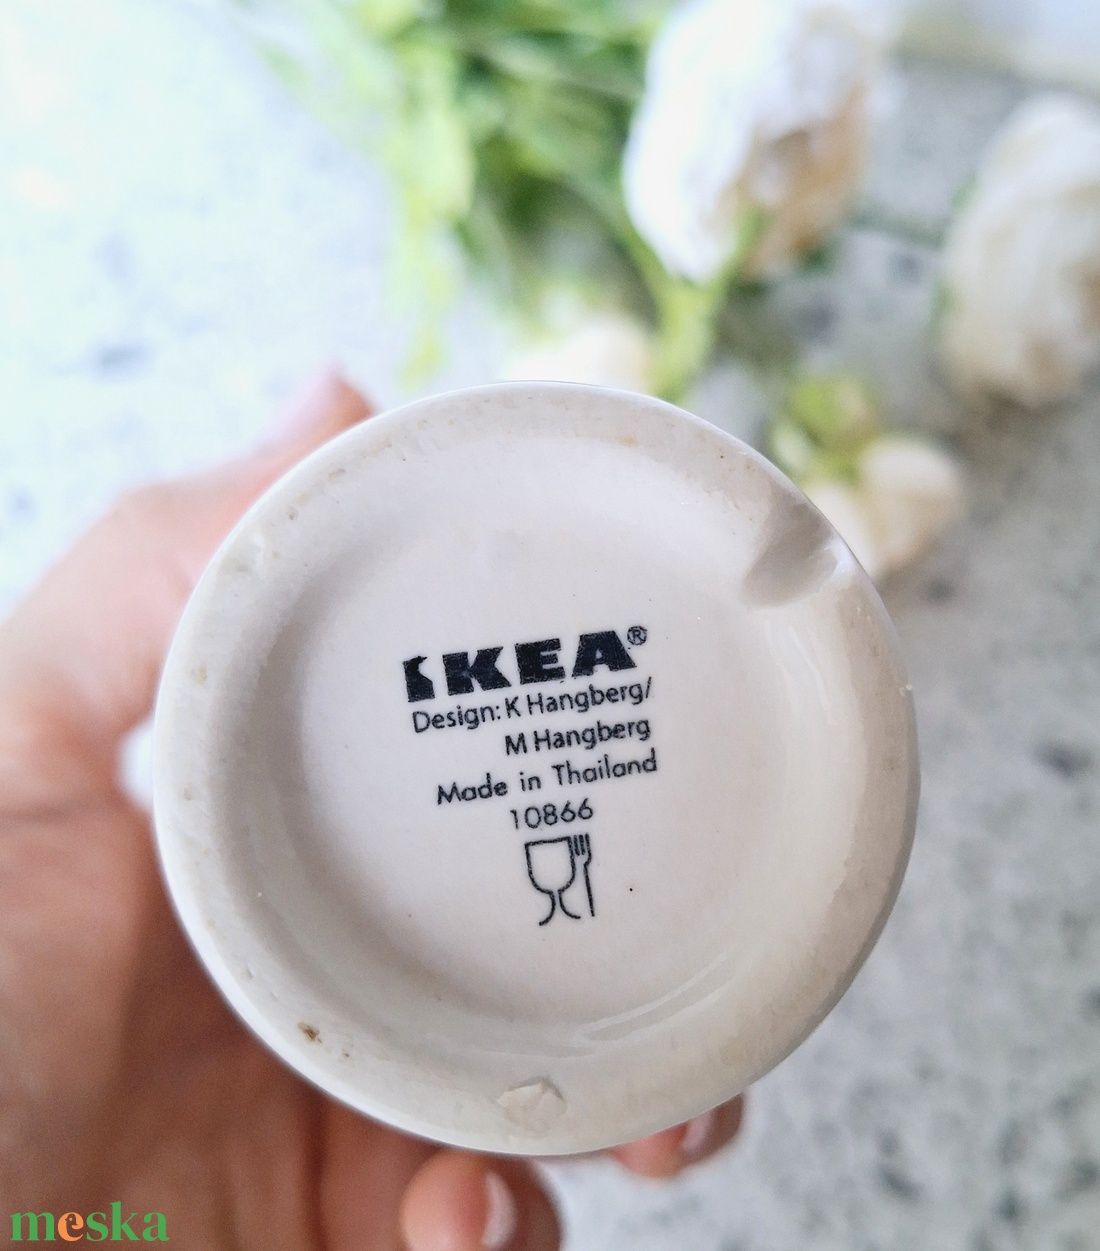 IKEA®
Design: K Hangberg/
M Hangberg
Made in Thailand
10866
meska